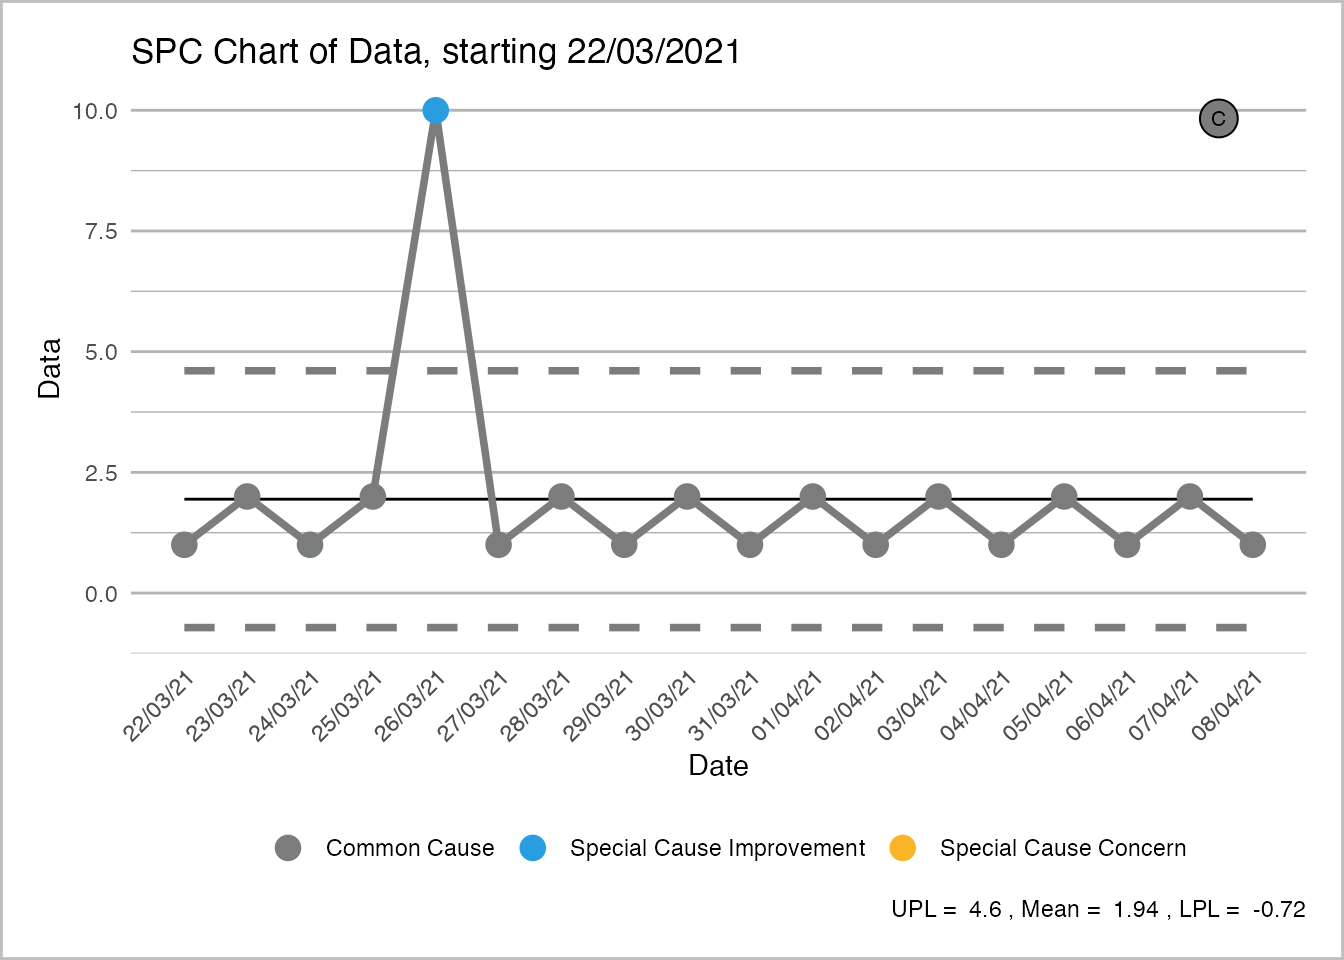 SPC Chart of Data, starting 22/03/2021
10.0
C
7.5
5.0
Data
2.5
0.0
22/03/21 23/03/21 24/03/21 25/03/21 26/03/21 27/03/21 28/03/21 29/03/21 30/03/21 31/03/21 01/04/21 02/04/21 03/04/21 04/04/21 05/04/21 06/04/21 07/04/21 08/04/21
Date
Common Cause Special Cause Improvement Special Cause Concern
UPL = 4.6 , Mean = 1.94 , LPL = -0.72